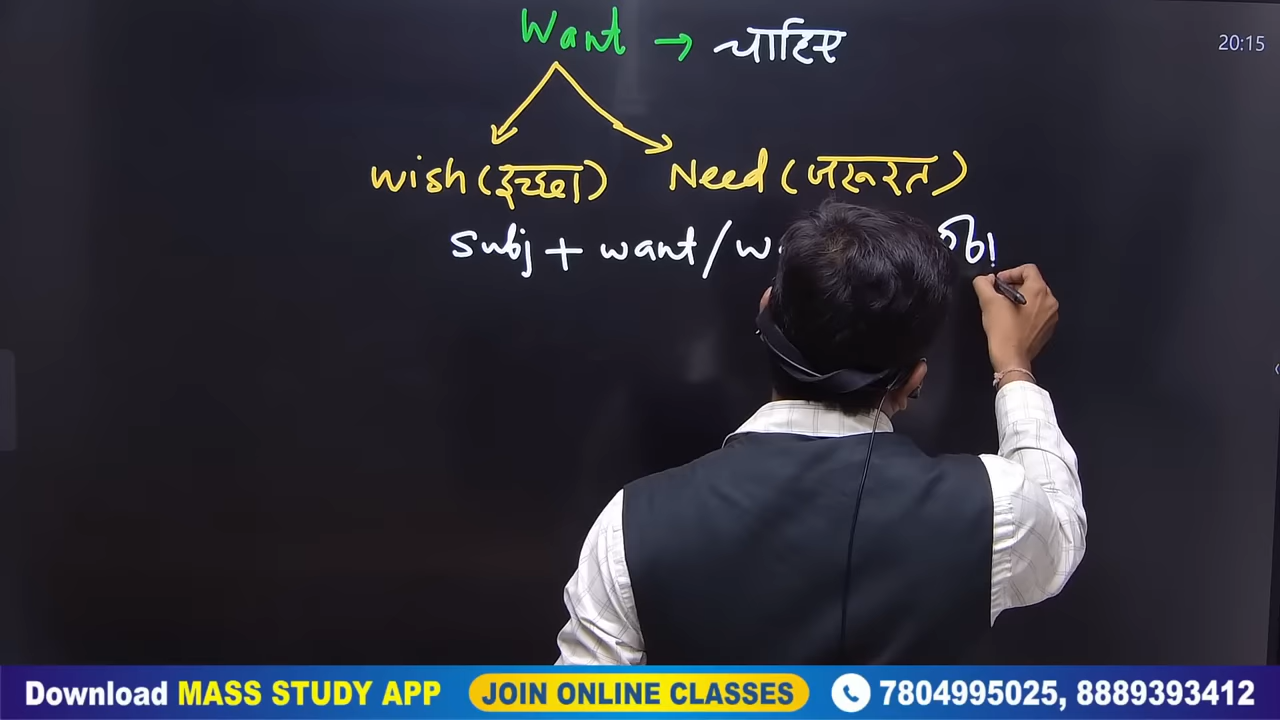 Want → चाहिए
20:15
Wish (इच्छा) Need (जरूरत)
Subj + want /
Download MASS STUDY APP JOIN ONLINE CLASSES 7804995025, 8889393412